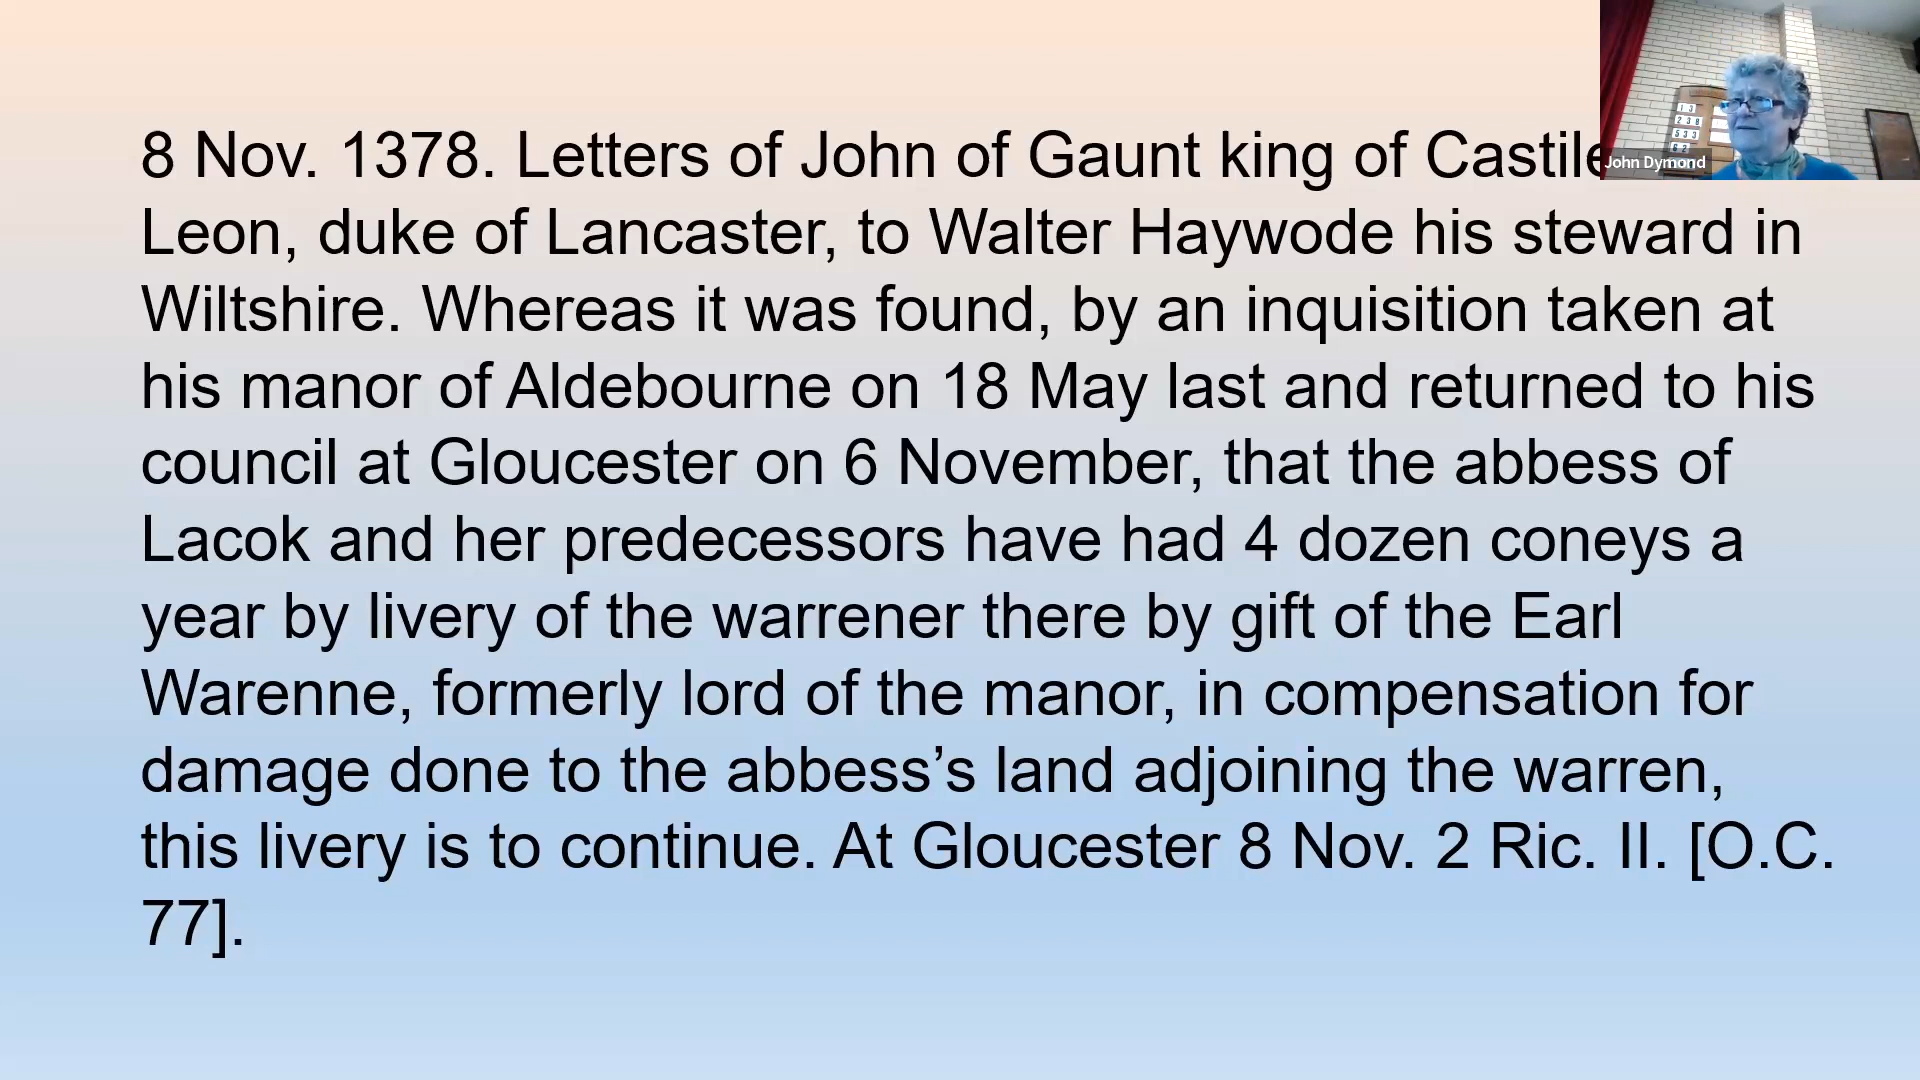 8 Nov. 1378. Letters of John of Gaunt king of Castile
Leon, duke of Lancaster, to Walter Haywode his steward in
Wiltshire. Whereas it was found, by an inquisition taken at
his manor of Aldebourne on 18 May last and returned to his
council at Gloucester on 6 November, that the abbess of
Lacok and her predecessors have had 4 dozen coneys a
year by livery of the warrener there by gift of the Earl
Warenne, formerly lord of the manor, in compensation for
damage done to the abbess’s land adjoining the warren,
this livery is to continue. At Gloucester 8 Nov. 2 Ric. II. [O.C.
77].
13
238
533
62
John Dymond